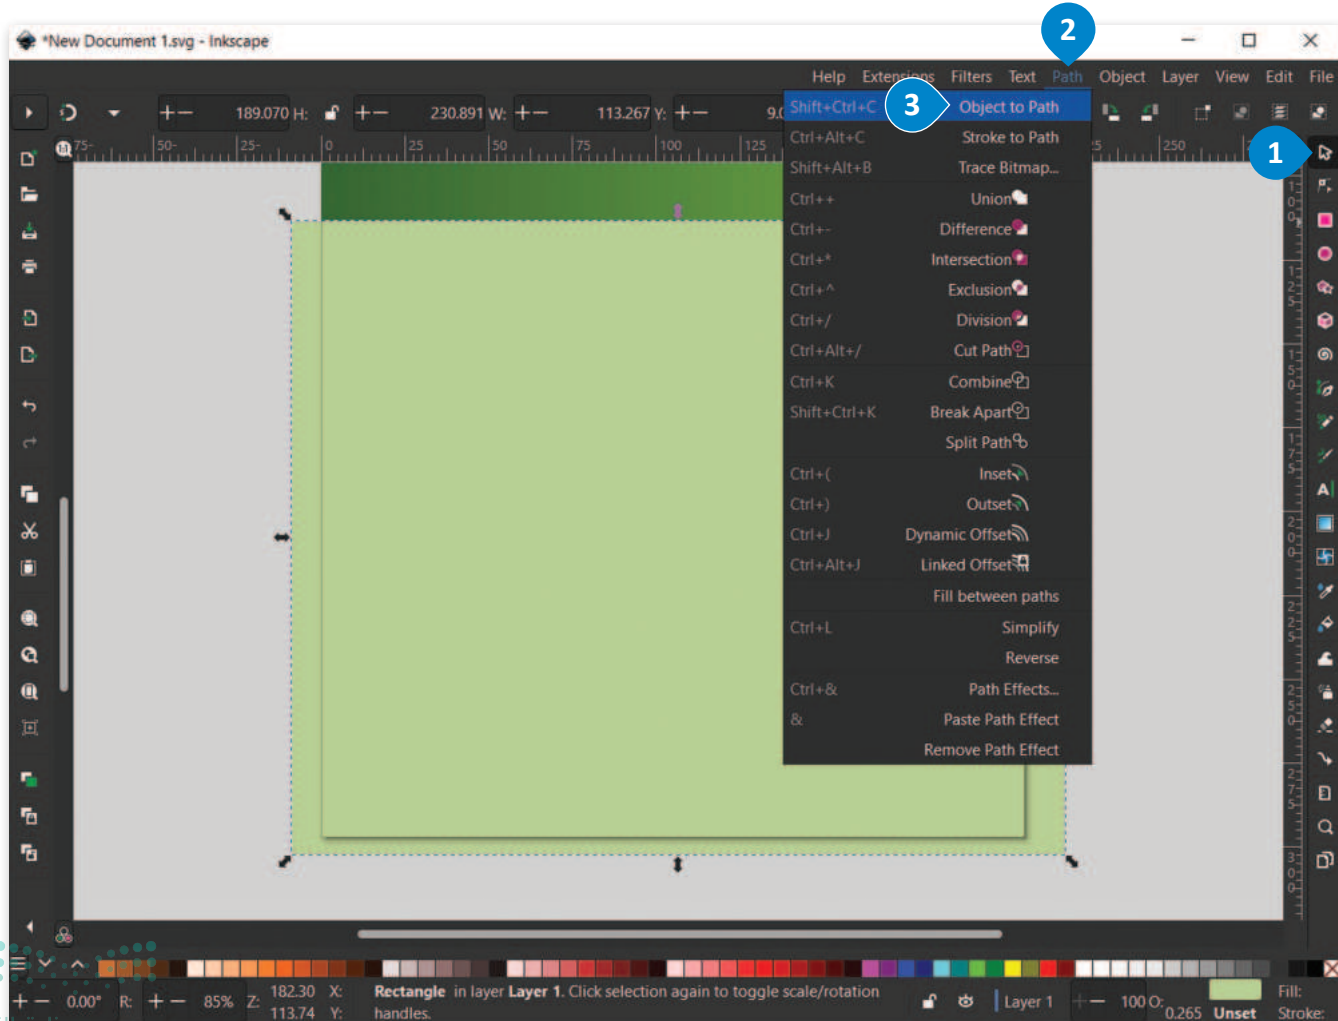 2
*New Document 1.svg - Inkscape
Help Extensions Filters Text Path Object Layer View Edit File
189.070 H: 230.891 W: 113.267 Y: 9.0
75- 50- 25- 0 25 50 75 100 125 250
1
Shift+Ctrl+C 3 Object to Path
Ctrl+Alt+C Stroke to Path
Shift+Alt+B Trace Bitmap...
Ctrl++ Union
Ctrl+- Difference
Ctrl+* Intersection
Ctrl+^ Exclusion
Ctrl+/ Division
Ctrl+Alt+/ Cut Path
Ctrl+K Combine
Shift+Ctrl+K Break Apart
Split Path
Ctrl+( Inset
Ctrl+) Outset
Ctrl+J Dynamic Offset
Ctrl+Alt+J Linked Offset
Fill between paths
Ctrl+L Simplify
Reverse
Ctrl+& Path Effects...
& Paste Path Effect
Remove Path Effect
0.00° R: 85% Z: 182.30 X: Rectangle in layer Layer 1. Click selection again to toggle scale/rotation Layer 1 100 O: Fill:
113.74 Y: handles. 0.265 Unset Stroke: